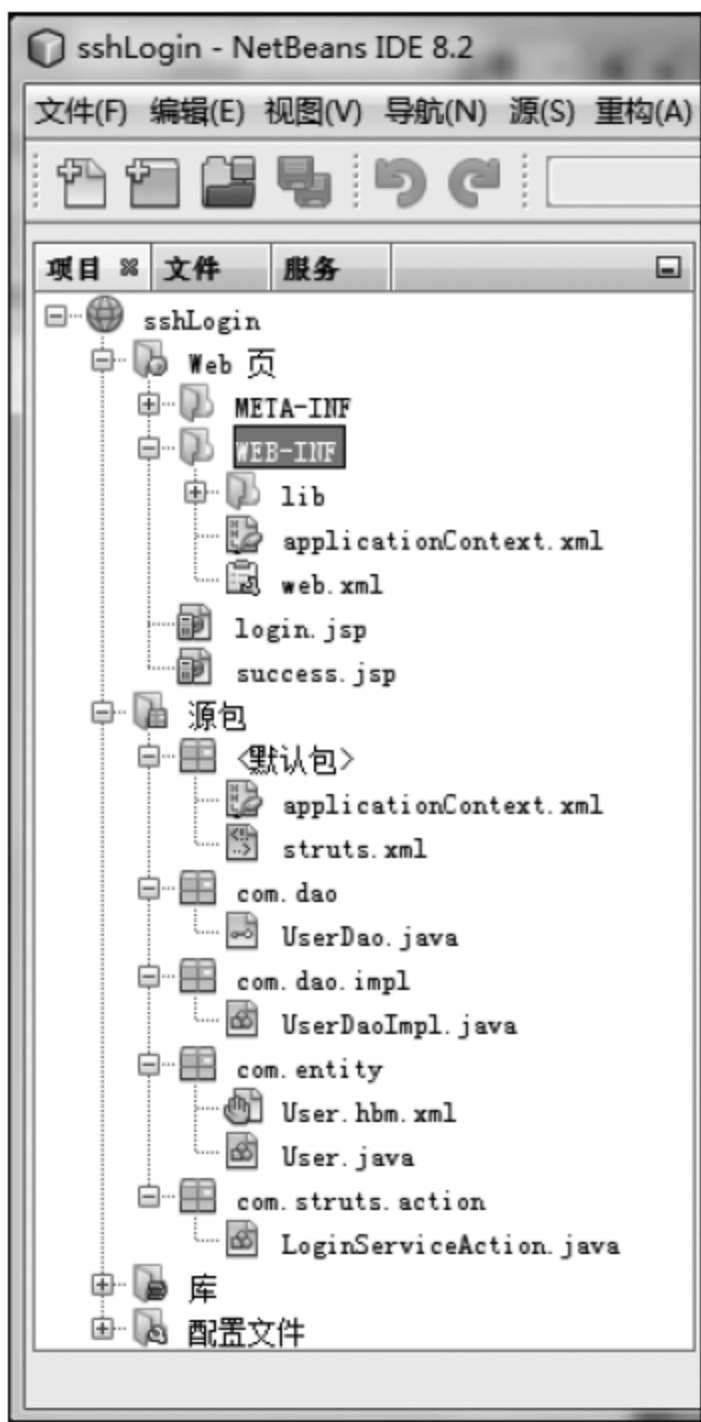 sshLogin - NetBeans IDE 8.2
文件(F) 编辑(E) 视图(V) 导航(N) 源(S) 重构(A)
项目 文件 服务
sshLogin
Web 页
META-INF
WEB-INF
lib
applicationContext.xml
web.xml
login.jsp
success.jsp
源包
<默认包>
applicationContext.xml
struts.xml
com.dao
UserDao.java
com.dao.impl
UserDaoImpl.java
com.entity
User.hbm.xml
User.java
com.struts.action
LoginServiceAction.java
库
配置文件